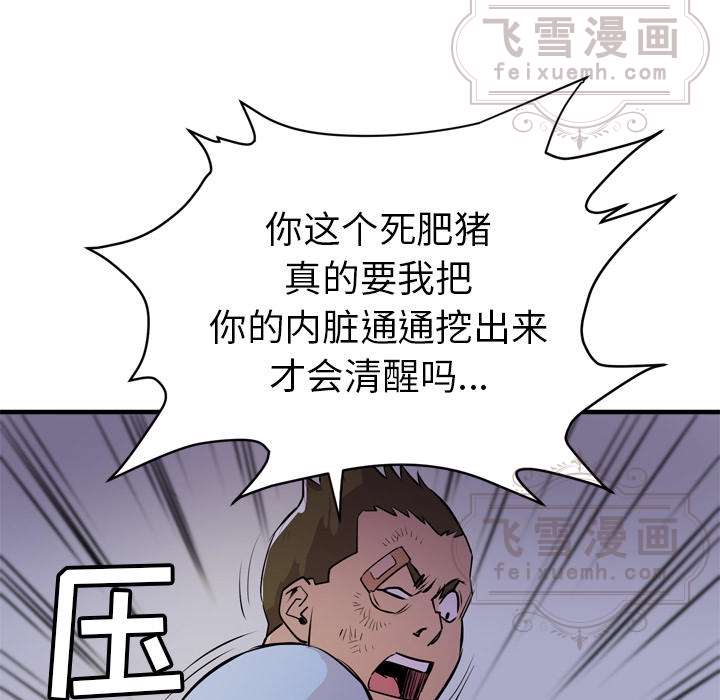 飞雪漫画
feixuemh.com
你这个死肥猪
真的要我把
你的内脏通通挖出来
才会清醒吗...
飞雪漫画
feixuemh.com
压